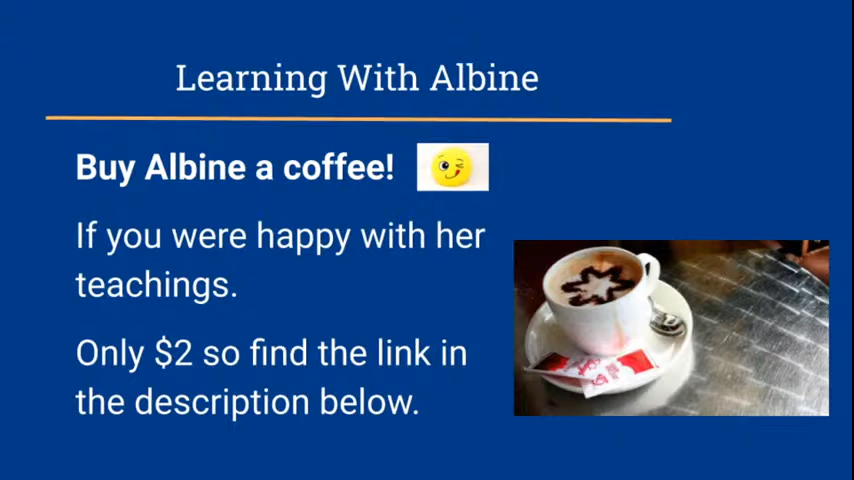 Learning With Albine
Buy Albine a coffee!
If you were happy with her
teachings.
Only $2 so find the link in
the description below.